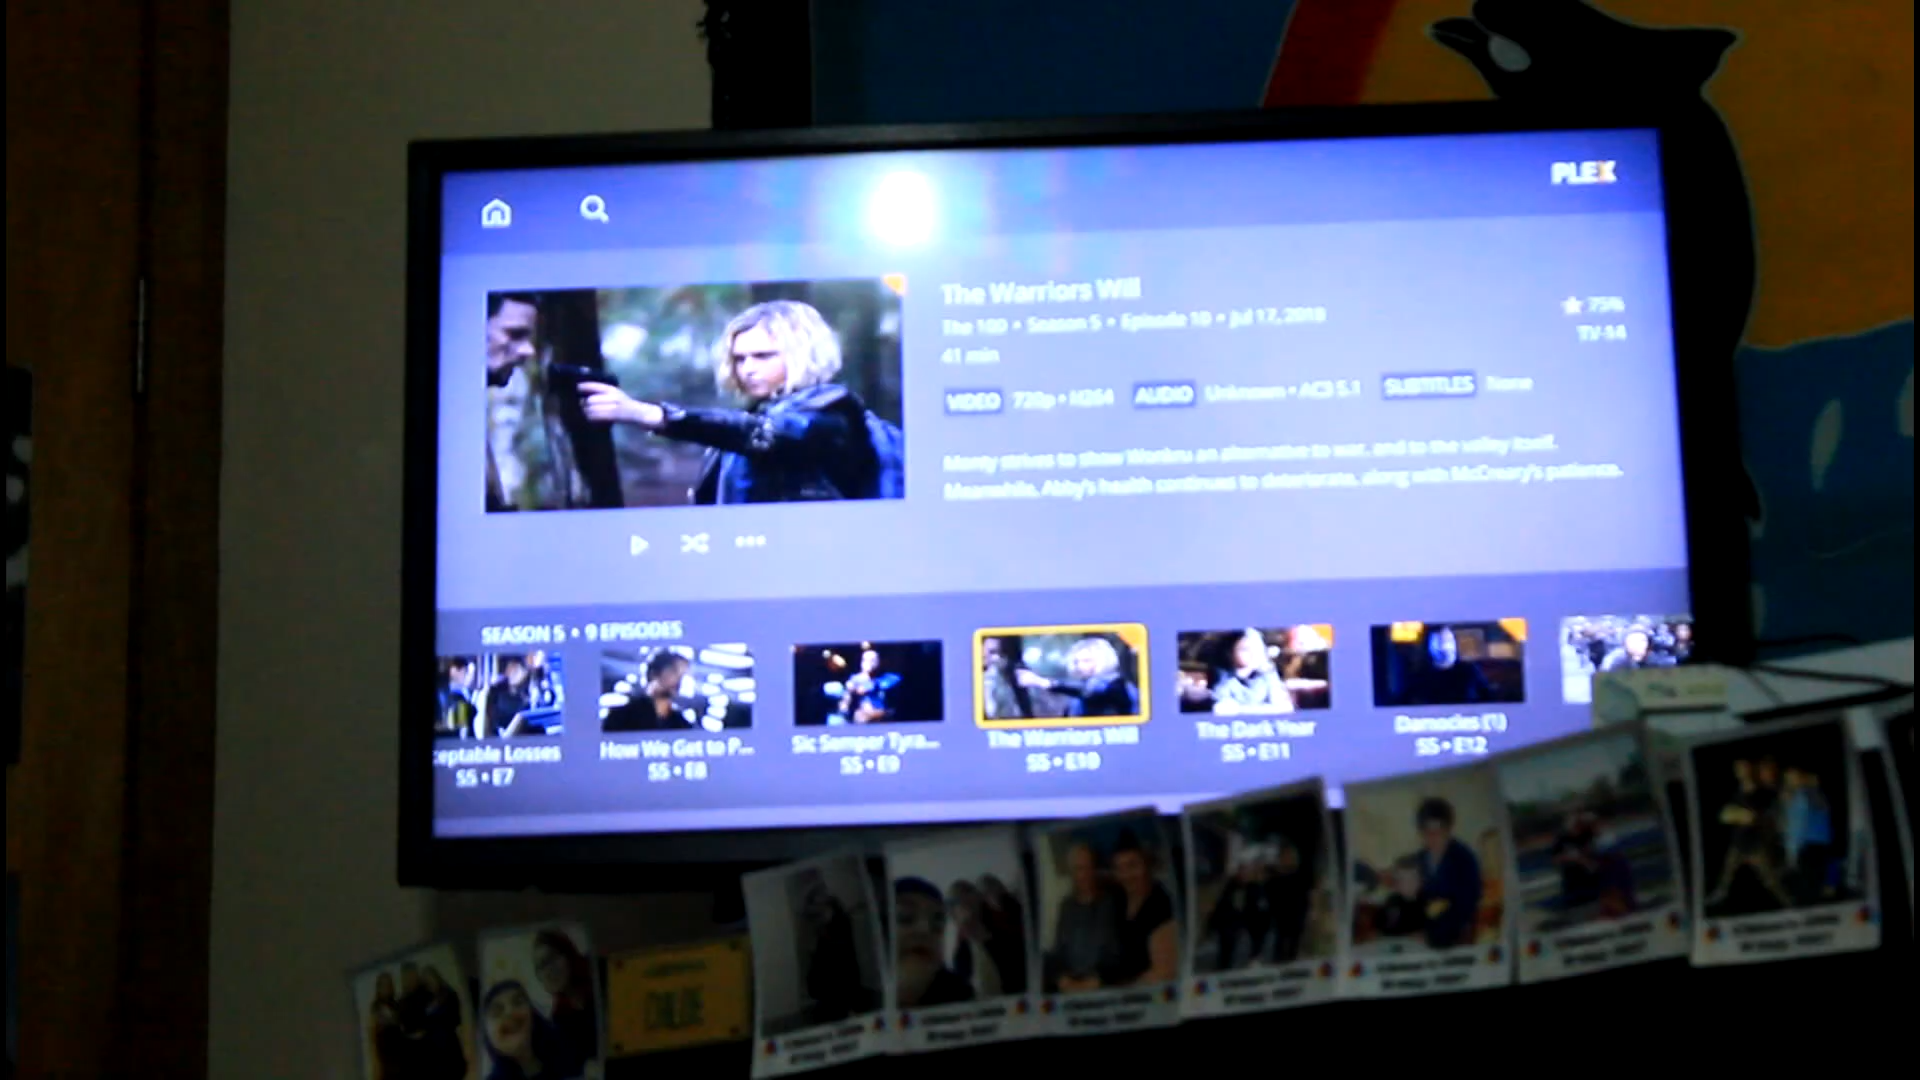 PLEX
The Warriors Will
The 100 • Season 5 • Episode 10 • Jul 17, 2018
75%
41 min
TV-14
VIDEO 720p • H264 AUDIO Unknown • AC3 5.1 SUBTITLES None
Monty strives to show Wonkru an alternative to war, and to the valley itself.
Meanwhile, Abby's health continues to deteriorate, along with McCreary's patience.
SEASON 5 • 9 EPISODES
ceptable Losses
S5 • E7
How We Get to P...
S5 • E8
Sic Semper Tyra...
S5 • E9
The Warriors Will
S5 • E10
The Dark Year
S5 • E11
Damocles (1)
S5 • E12
CHLOE